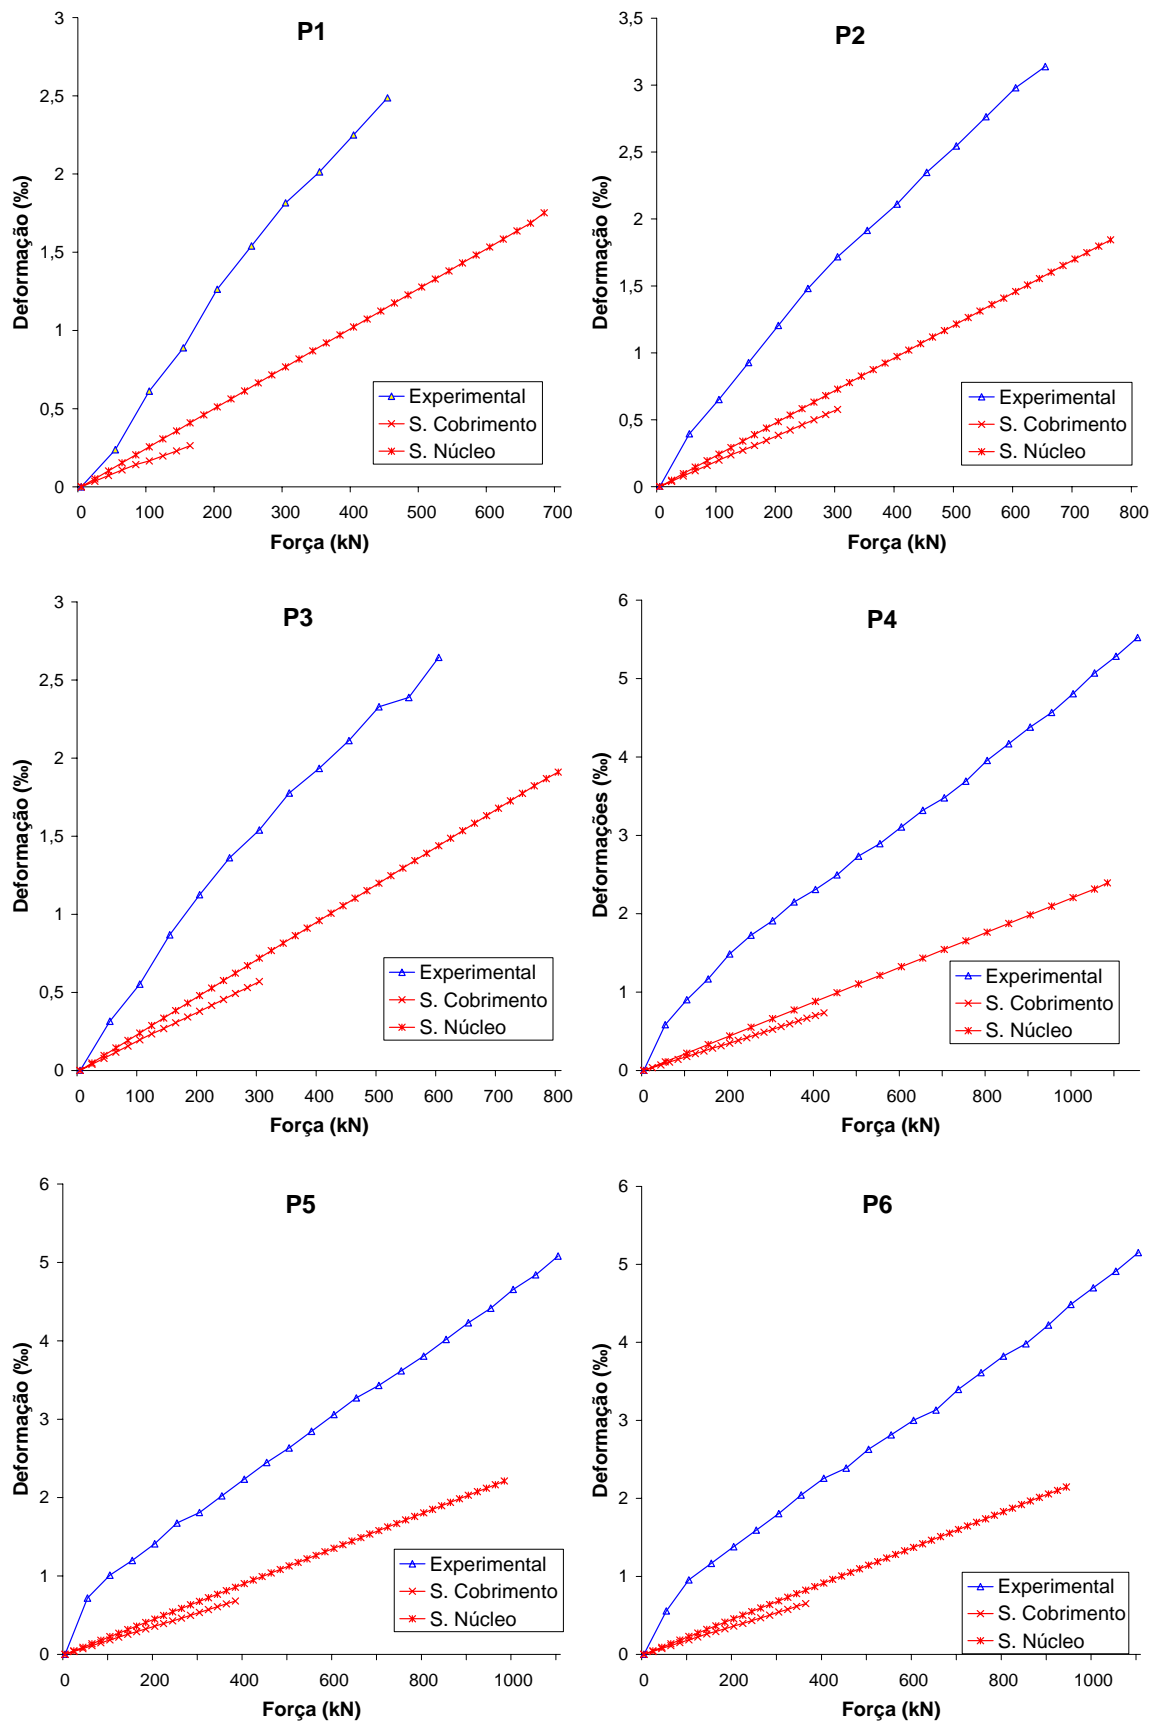 P1
Deformação (‰)
3
2,5
2
1,5
1
0,5
0
0 100 200 300 400 500 600 700
Força (kN)
Experimental
S. Cobrimento
S. Núcleo
P2
Deformação (‰)
3,5
3
2,5
2
1,5
1
0,5
0
0 100 200 300 400 500 600 700 800
Força (kN)
Experimental
S. Cobrimento
S. Núcleo
P3
Deformação (‰)
3
2,5
2
1,5
1
0,5
0
0 100 200 300 400 500 600 700 800
Força (kN)
Experimental
S. Cobrimento
S. Núcleo
P4
Deformações (‰)
6
5
4
3
2
1
0
0 200 400 600 800 1000
Força (kN)
Experimental
S. Cobrimento
S. Núcleo
P5
Deformação (‰)
6
5
4
3
2
1
0
0 200 400 600 800 1000
Força (kN)
Experimental
S. Cobrimento
S. Núcleo
P6
Deformação (‰)
6
5
4
3
2
1
0
0 200 400 600 800 1000
Força (kN)
Experimental
S. Cobrimento
S. Núcleo